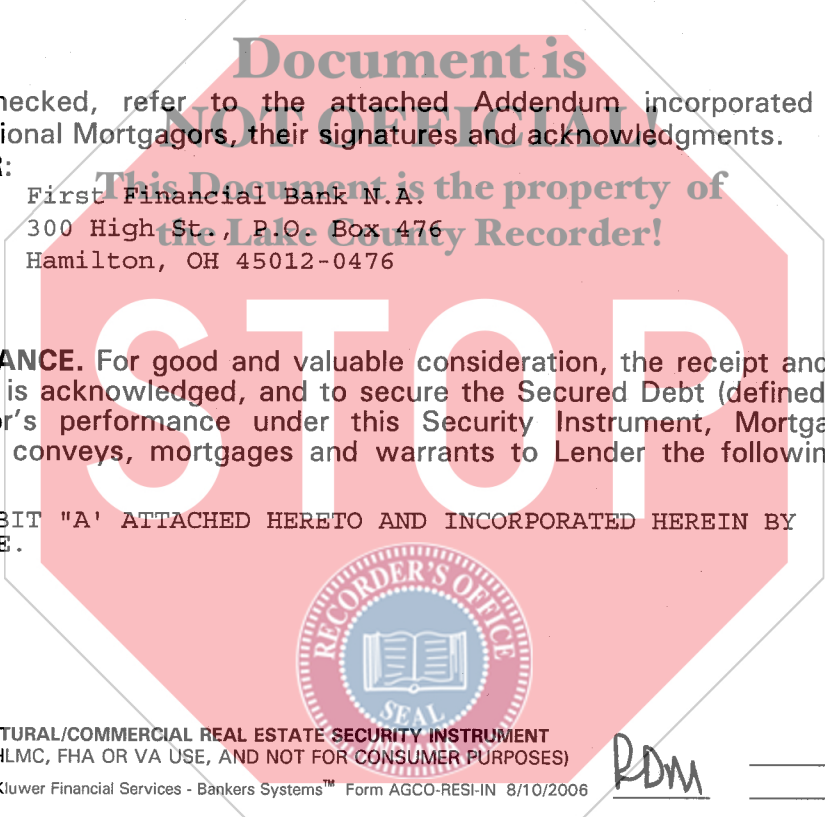 Document is
hecked, refer to the attached Addendum incorporated
NOT OFFICIAL!
ional Mortgagors, their signatures and acknowledgments.
R:
This Document is the property of
First Financial Bank N.A.
the Lake County Recorder!
300 High St., P.O. Box 476
Hamilton, OH 45012-0476
STOP
ANCE. For good and valuable consideration, the receipt and
is acknowledged, and to secure the Secured Debt (defined
or's performance under this Security Instrument, Mortga
conveys, mortgages and warrants to Lender the followin
BIT "A' ATTACHED HERETO AND INCORPORATED HEREIN BY
E.
RECORDER'S OFFICE
SEAL
INDIANA
TURAL/COMMERCIAL REAL ESTATE SECURITY INSTRUMENT
HLMC, FHA OR VA USE, AND NOT FOR CONSUMER PURPOSES)
Kluwer Financial Services - Bankers Systems™ Form AGCO-RESI-IN 8/10/2006
RDM